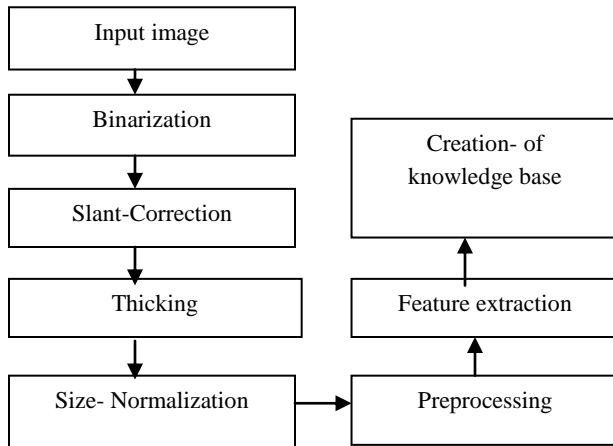 Input image
Binarization
Slant-Correction
Thicking
Size- Normalization
Preprocessing
Feature extraction
Creation- of
knowledge base